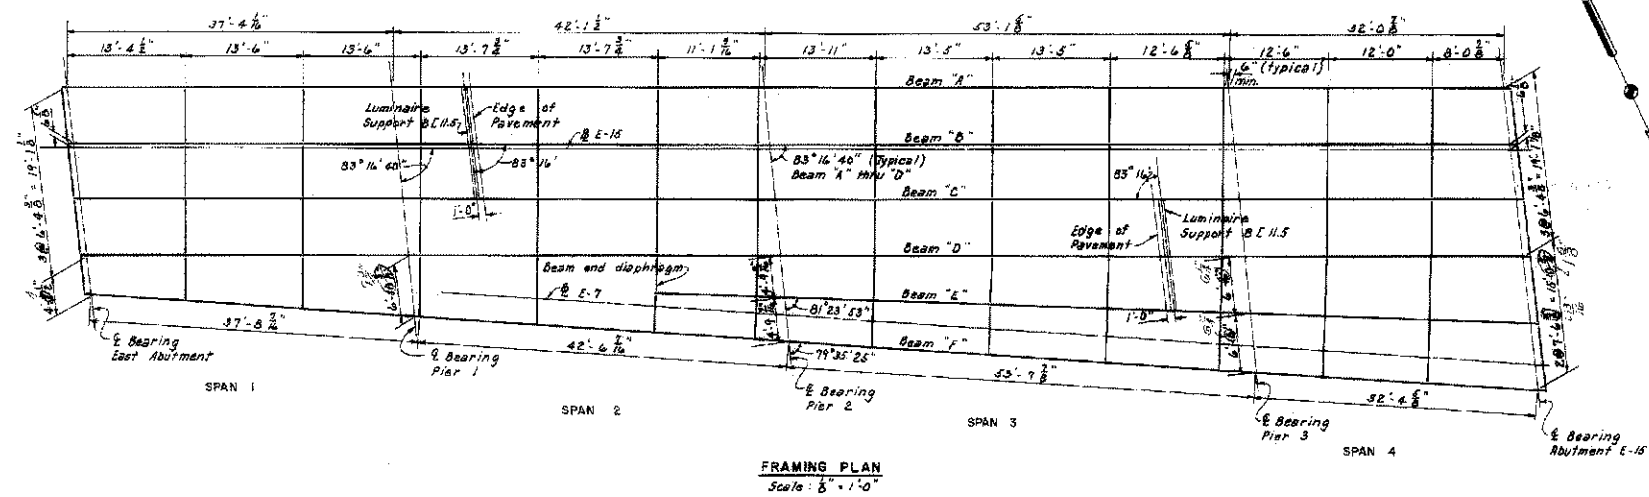 37'-4 1/16"
42'-1 1/2"
53'-1 5/8"
32'-0 7/8"
13'-4 1/2"
13'-6"
13'-6"
13'-7 3/4"
13'-7 3/4"
11'-1 3/16"
13'-11"
13'-5"
13'-5"
12'-6 5/8"
12'-6"
12'-0"
8'-0 7/8"
6" (typical)
min.
Beam "A"
Luminaire
Support 8 C 11.5
Edge of
Pavement
E-15
Beam "B"
83° 16' 40"
83° 16'
83° 16' 40" (Typical)
Beam "A" thru "D"
83° 16'
Beam "C"
1'-0"
Edge of
Pavement
Luminaire
Support 8 C 11.5
Beam "D"
Beam end diaphragm
E-7
Beam "E"
81° 23' 53"
1'-0"
Beam "F"
79° 35' 25"
37'-8 7/16"
42'-6 7/16"
53'-7 7/8"
32'-4 5/8"
℄ Bearing
East Abutment
℄ Bearing
Pier 1
℄ Bearing
Pier 2
℄ Bearing
Pier 3
℄ Bearing
Abutment E-15
SPAN 1
SPAN 2
SPAN 3
SPAN 4
FRAMING PLAN
Scale: 1/8" = 1'-0"